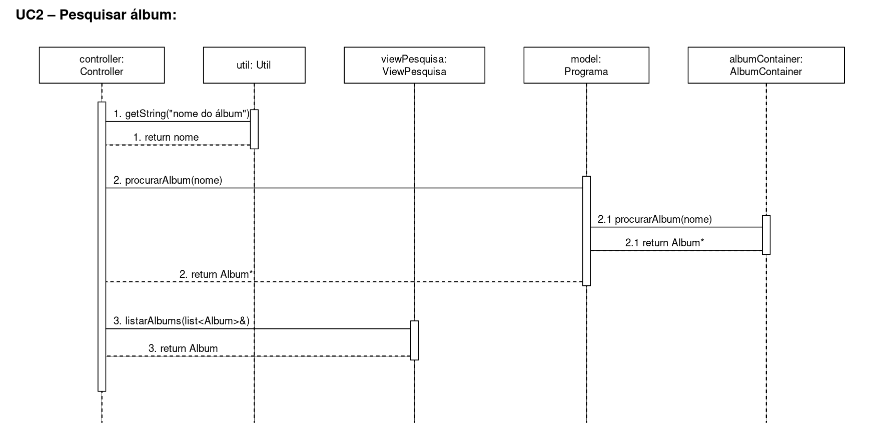 UC2 – Pesquisar álbum:
controller:
Controller
util: Util
viewPesquisa:
ViewPesquisa
model:
Programa
albumContainer:
AlbumContainer
1. getString("nome do álbum")
1. return nome
2. procurarAlbum(nome)
2.1 procurarAlbum(nome)
2.1 return Album*
2. return Album*
3. listarAlbums(list<Album>&)
3. return Album